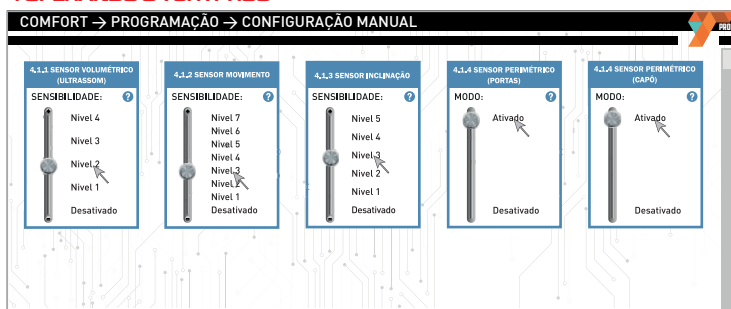 COMFORT → PROGRAMAÇÃO → CONFIGURAÇÃO MANUAL
PRO
4.1.1 SENSOR VOLUMÉTRICO
(ULTRASSOM)
SENSIBILIDADE: ?
Nivel 4
Nivel 3
Nivel 2
Nivel 1
Desativado
4.1.2 SENSOR MOVIMENTO
SENSIBILIDADE: ?
Nivel 7
Nivel 6
Nivel 5
Nivel 4
Nivel 3
Nivel 2
Nivel 1
Desativado
4.1.3 SENSOR INCLINAÇÃO
SENSIBILIDADE: ?
Nivel 5
Nivel 4
Nivel 3
Nivel 2
Nivel 1
Desativado
4.1.4 SENSOR PERIMÉTRICO
(PORTAS)
MODO: ?
Ativado
Desativado
4.1.4 SENSOR PERIMÉTRICO
(CAPÔ)
MODO: ?
Ativado
Desativado